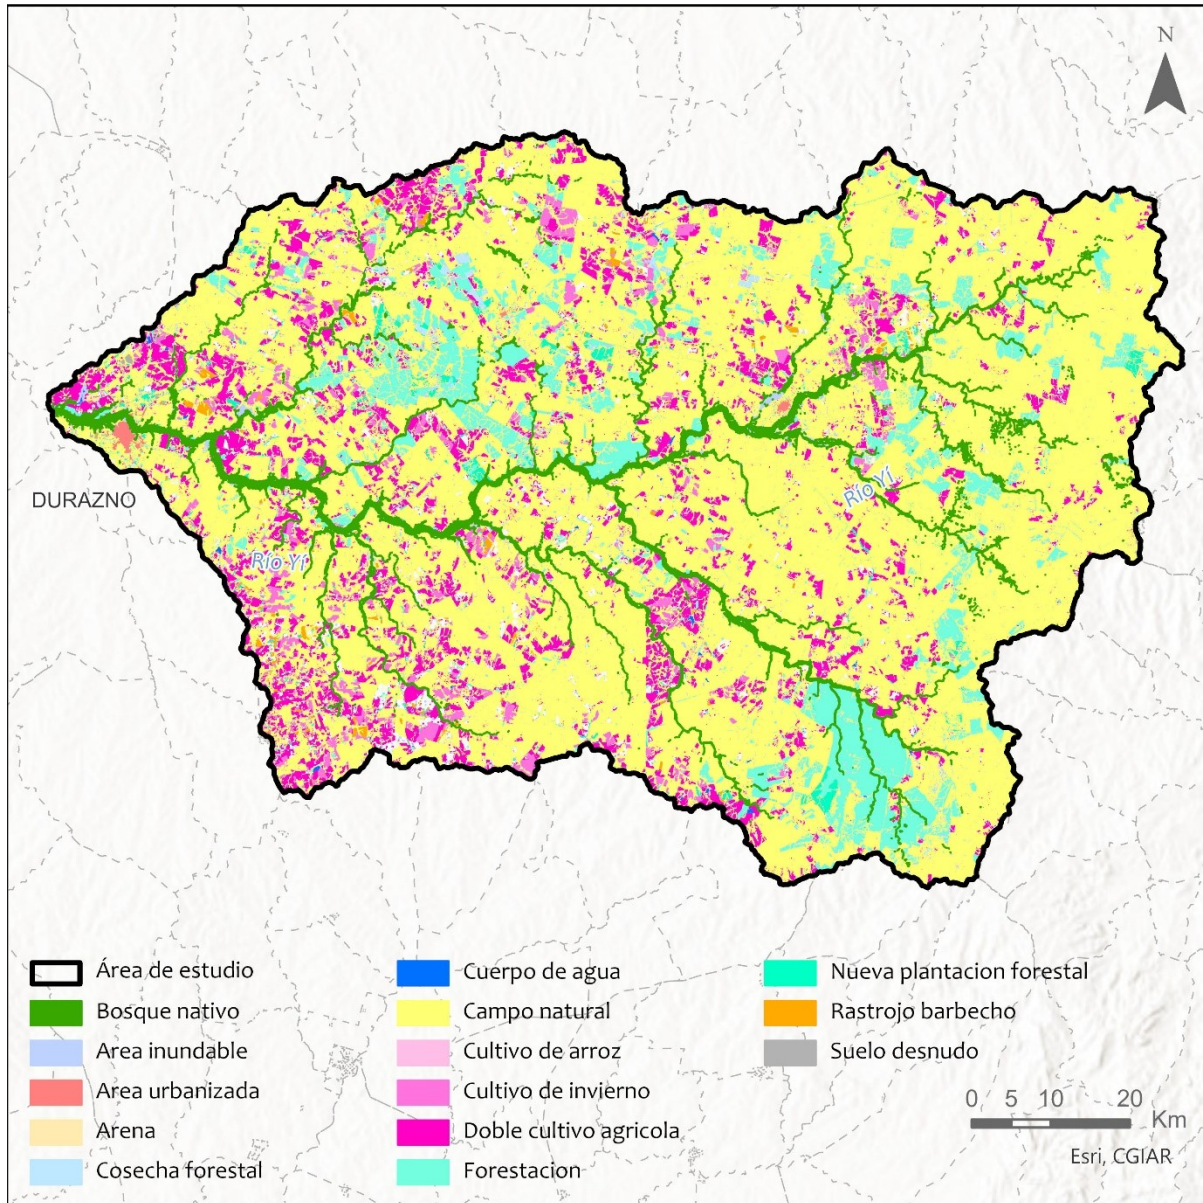 N
DURAZNO
Río Yí
Río Yí
Área de estudio
Bosque nativo
Area inundable
Area urbanizada
Arena
Cosecha forestal
Cuerpo de agua
Campo natural
Cultivo de arroz
Cultivo de invierno
Doble cultivo agricola
Forestacion
Nueva plantacion forestal
Rastrojo barbecho
Suelo desnudo
0 5 10 20
Km
Esri, CGIAR